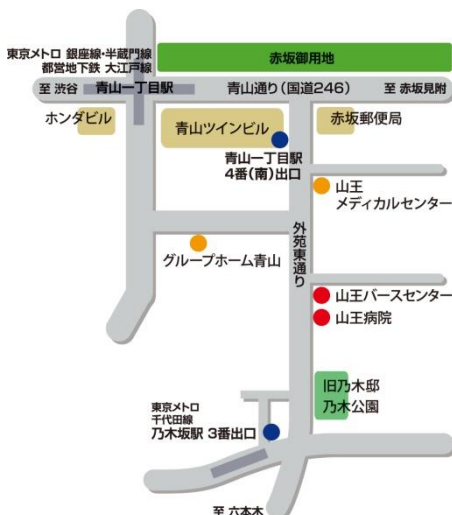 東京メトロ 銀座線・半蔵門線
都営地下鉄 大江戸線
赤坂御用地
至 渋谷
青山一丁目駅
青山通り(国道246)
至 赤坂見附
ホンダビル
青山ツインビル
赤坂郵便局
青山一丁目駅
4番(南)出口
山王
メディカルセンター
外苑東通り
グループホーム青山
山王バースセンター
山王病院
旧乃木邸
乃木公園
東京メトロ
千代田線
乃木坂駅 3番出口
至 六本木